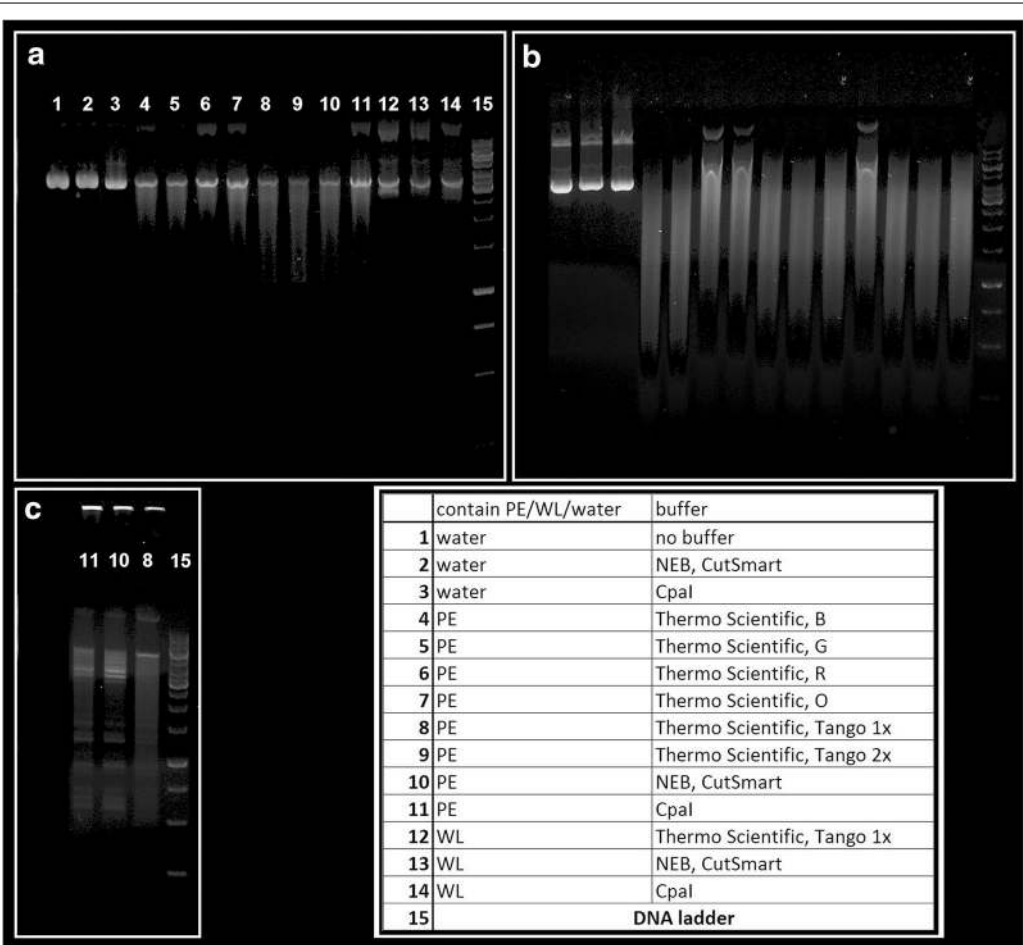 a
1 2 3 4 5 6 7 8 9 10 11 12 13 14 15
b
c
11 10 8 15
contain PE/WL/water buffer
1 water no buffer
2 water NEB, CutSmart
3 water CpaI
4 PE Thermo Scientific, B
5 PE Thermo Scientific, G
6 PE Thermo Scientific, R
7 PE Thermo Scientific, O
8 PE Thermo Scientific, Tango 1x
9 PE Thermo Scientific, Tango 2x
10 PE NEB, CutSmart
11 PE CpaI
12 WL Thermo Scientific, Tango 1x
13 WL NEB, CutSmart
14 WL CpaI
15 DNA ladder